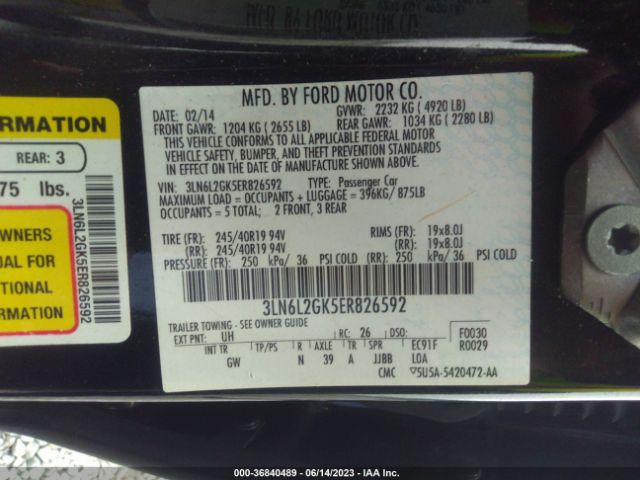 MFD. BY FORD MOTOR CO.
DATE: 02/14 GVWR: 2232 KG ( 4920 LB)
FRONT GAWR: 1204 KG ( 2655 LB) REAR GAWR: 1034 KG ( 2280 LB)
THIS VEHICLE CONFORMS TO ALL APPLICABLE FEDERAL MOTOR
VEHICLE SAFETY, BUMPER, AND THEFT PREVENTION STANDARDS
IN EFFECT ON THE DATE OF MANUFACTURE SHOWN ABOVE.
VIN: 3LN6L2GK5ER826592 TYPE: Passenger Car
MAXIMUM LOAD = OCCUPANTS + LUGGAGE = 396KG/ 875LB
OCCUPANTS = 5 TOTAL; 2 FRONT, 3 REAR
TIRE (FR): 245/40R19 94V RIMS (FR): 19x8.0J
(RR): 245/40R19 94V (RR): 19x8.0J
PRESSURE (FR): 250 kPa/ 36 PSI COLD (RR): 250 kPa/ 36 PSI COLD
3LN6L2GK5ER826592
TRAILER TOWING - SEE OWNER GUIDE
EXT PNT: UH RC: 26 DSO: F0030
INT TR TP/PS R AXLE TR SPR EC91F R0029
GW N 39 A JJBB LOA
CMC 5U5A-5420472-AA
FORMATION
REAR: 3
75 lbs.
OWNERS
UAL FOR
TIONAL
ATION
3LN6L2GK5ER826592
000-36840489 - 06/14/2023 - IAA Inc.